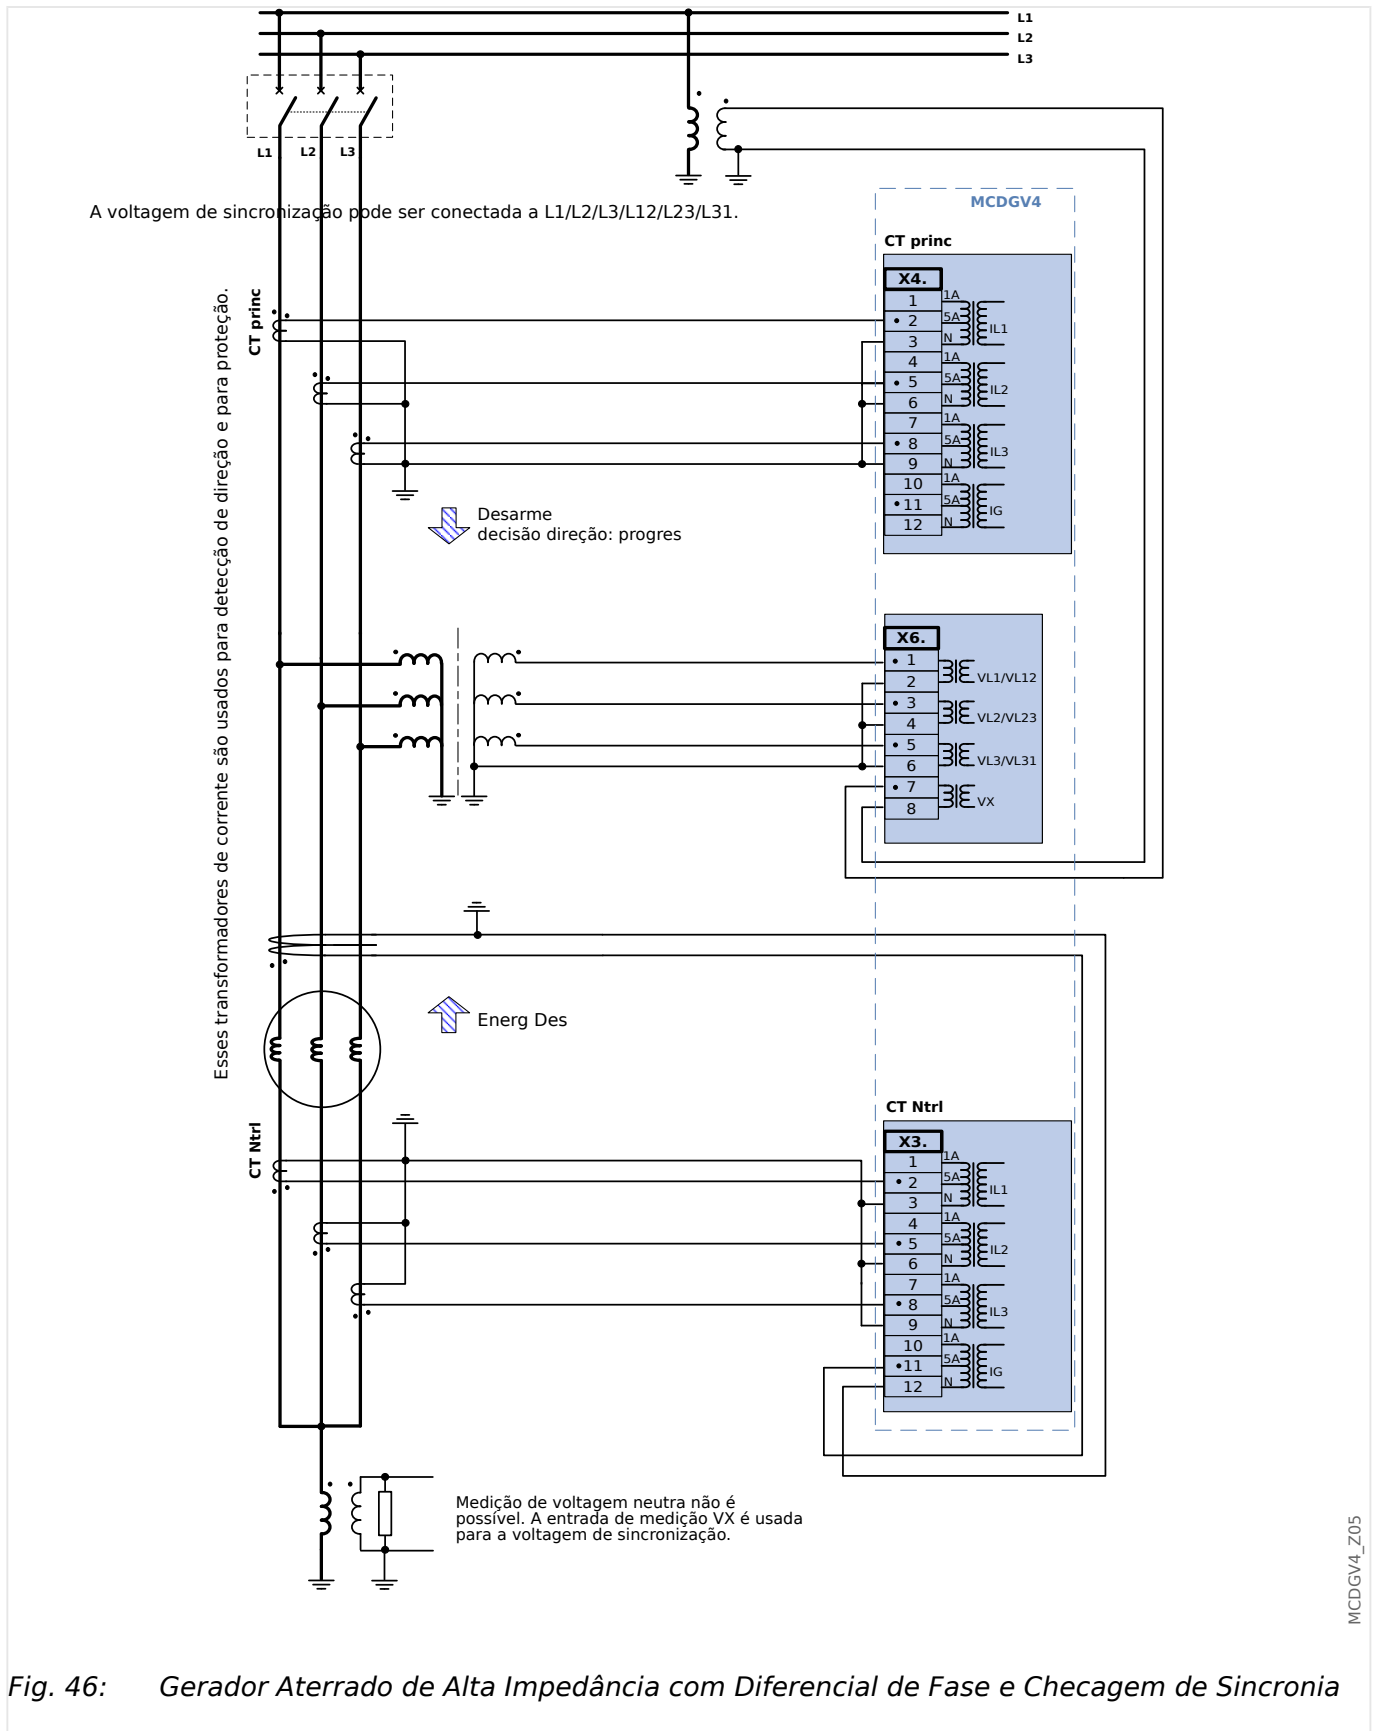 L1
L2
L3
L1 L2 L3
A voltagem de sincronização pode ser conectada a L1/L2/L3/L12/L23/L31.
MCDGV4
CT princ
CT princ
Esses transformadores de corrente são usados para detecção de direção e para proteção.
X4.
1 1A
2 5A IL1
3 N
4 1A
5 5A IL2
6 N
7 1A
8 5A IL3
9 N
10 1A
11 5A IG
12 N
Desarme
decisão direção: progres
X6.
1
2 VL1/VL12
3
4 VL2/VL23
5
6 VL3/VL31
7
8 VX
Energ Des
CT Ntrl
CT Ntrl
X3.
1 1A
2 5A IL1
3 N
4 1A
5 5A IL2
6 N
7 1A
8 5A IL3
9 N
10 1A
11 5A IG
12 N
Medição de voltagem neutra não é
possível. A entrada de medição VX é usada
para a voltagem de sincronização.
MCDGV4_Z05
Fig. 46: Gerador Aterrado de Alta Impedância com Diferencial de Fase e Checagem de Sincronia